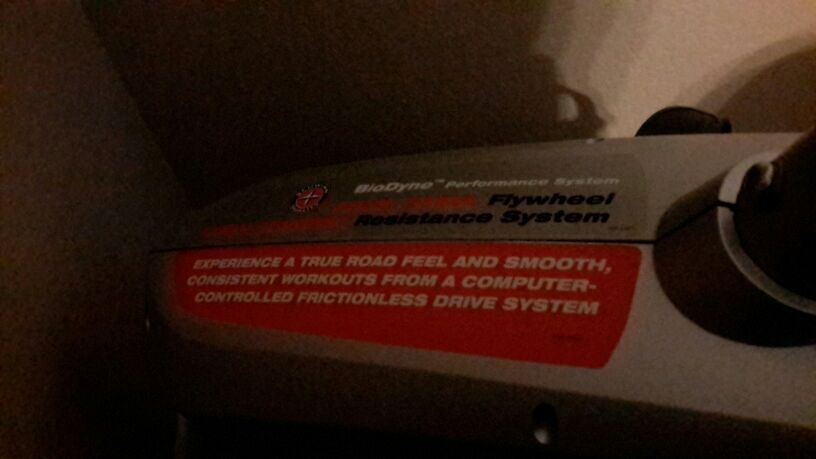 BioDyne™ Performance System
Flywheel
Resistance System
EXPERIENCE A TRUE ROAD FEEL AND SMOOTH,
CONSISTENT WORKOUTS FROM A COMPUTER-
CONTROLLED FRICTIONLESS DRIVE SYSTEM